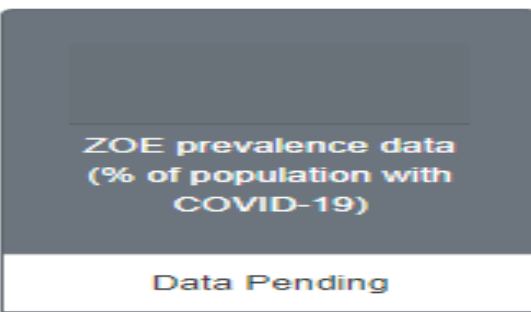 ZOE prevalence data
(% of population with
COVID-19)
Data Pending